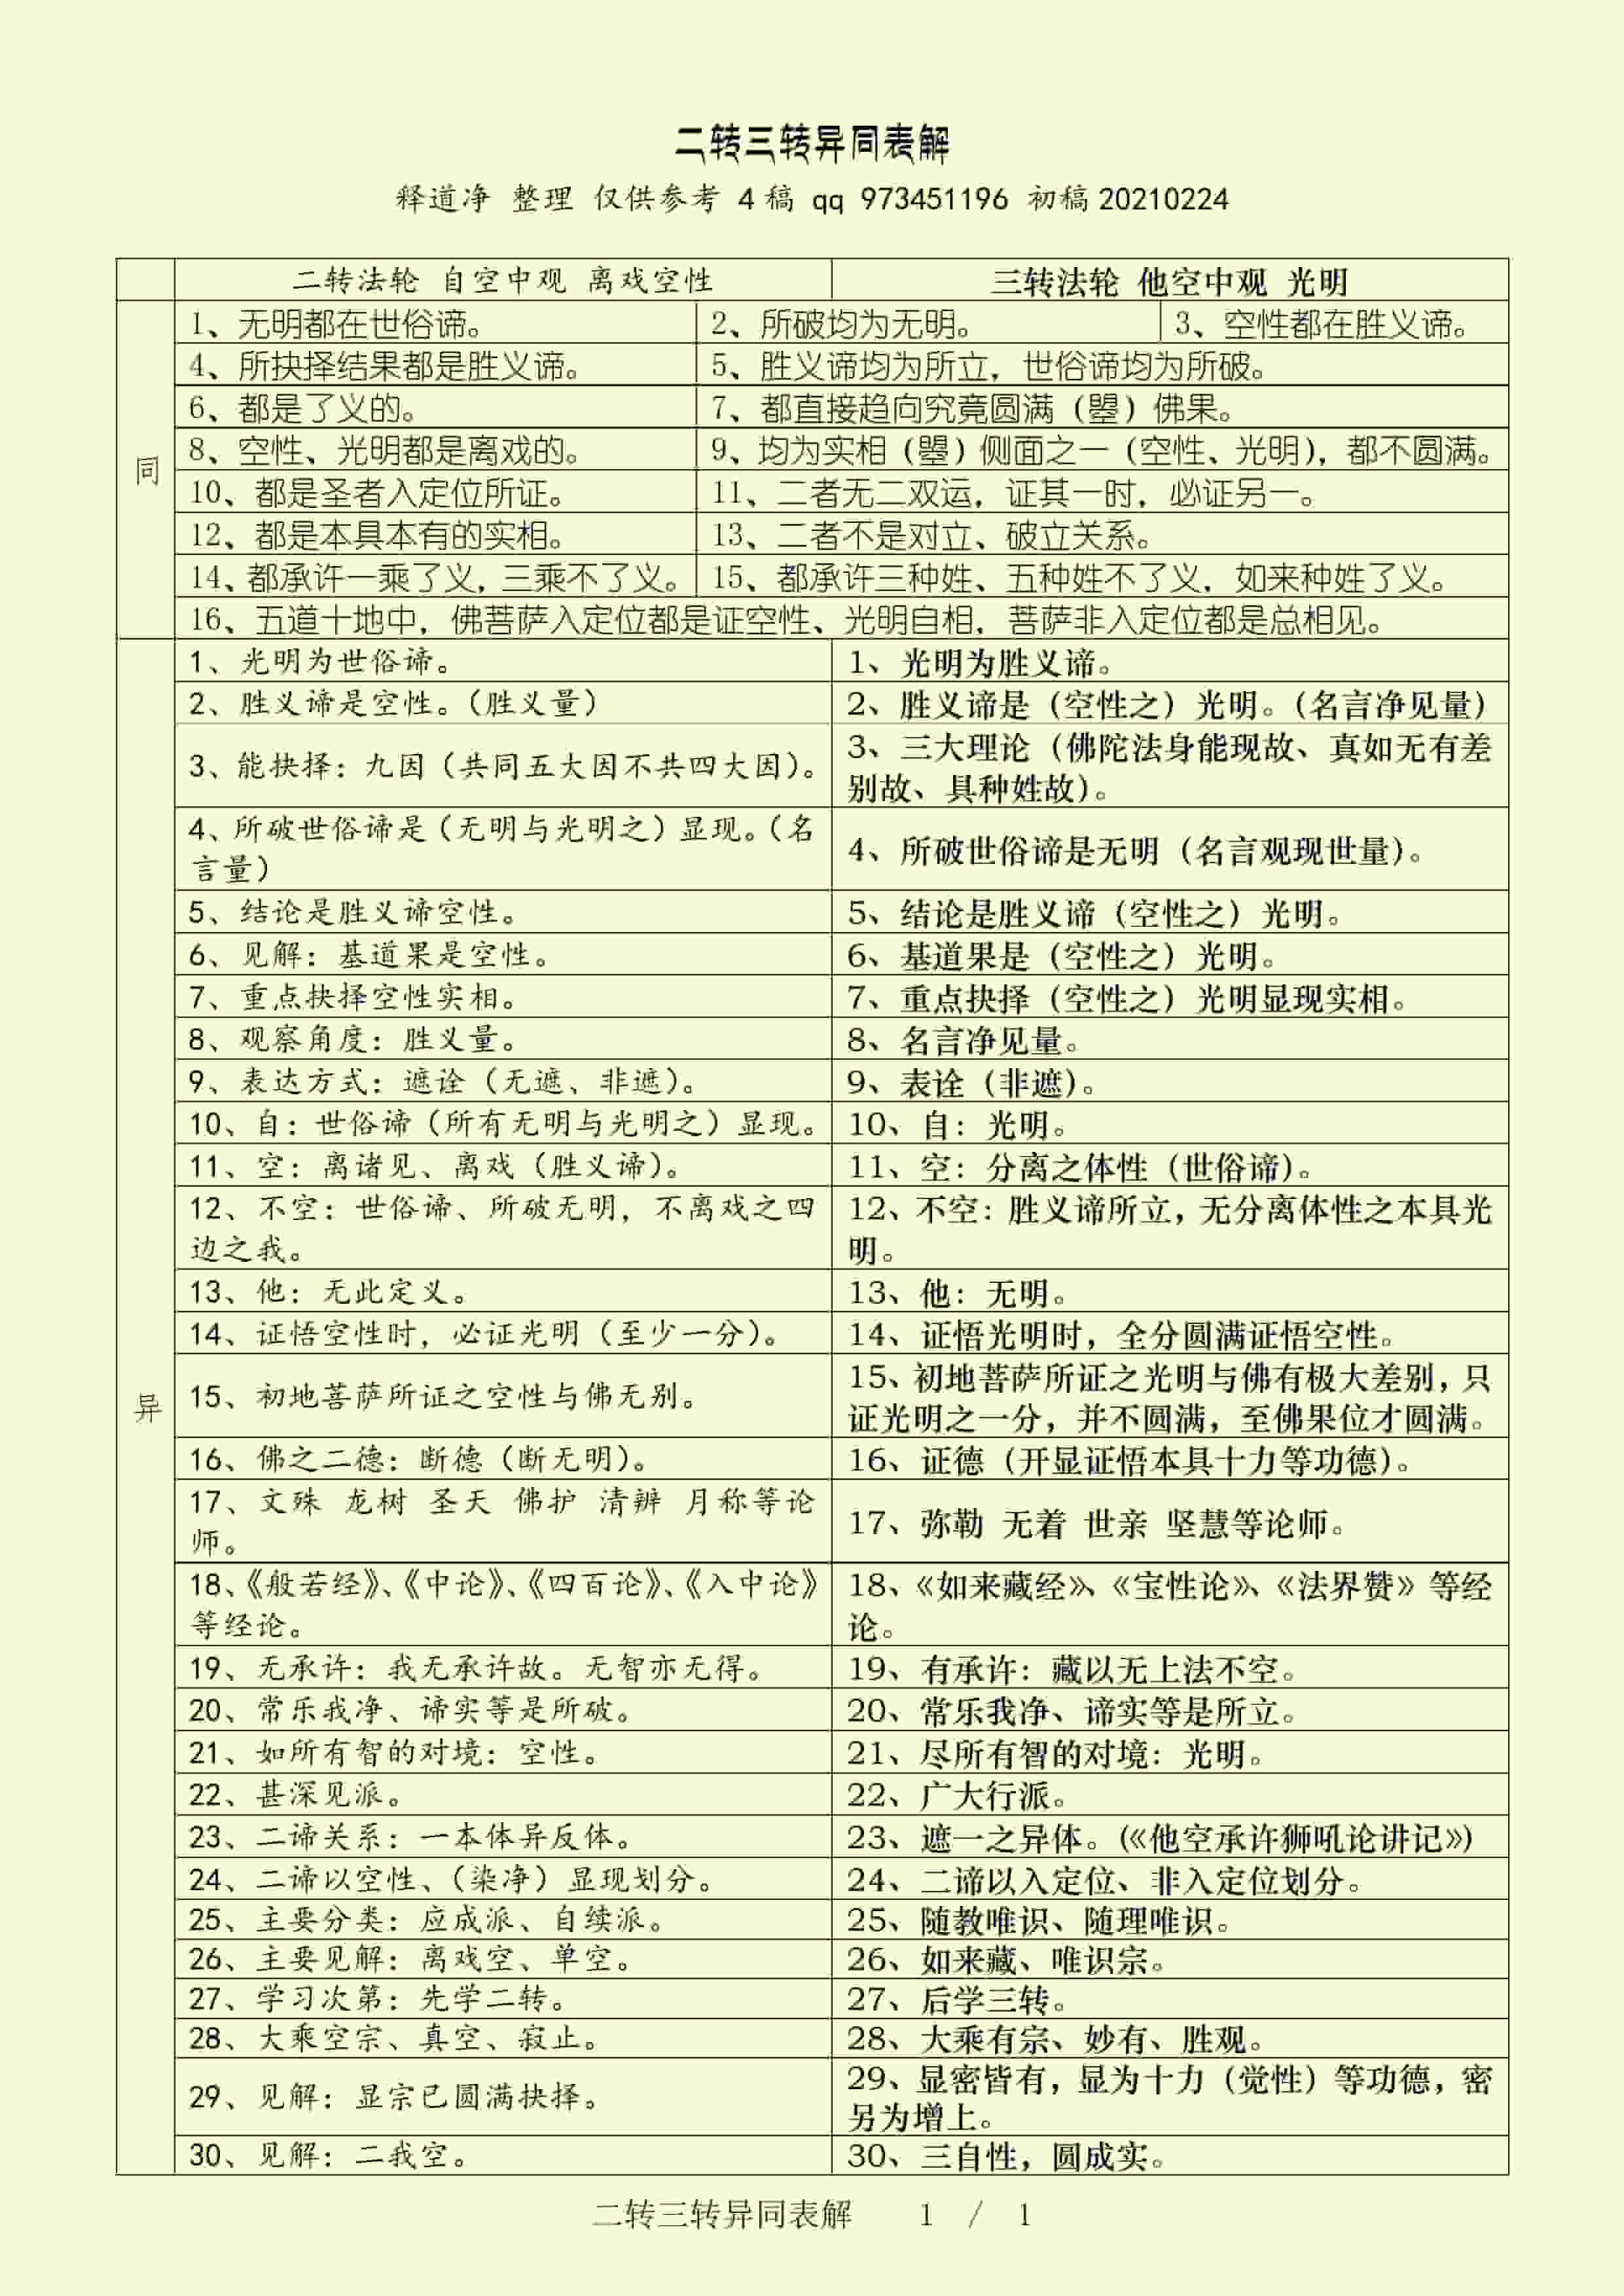 二转三转异同表解
释道净 整理 仅供参考 4稿 qq 973451196 初稿20210224
二转法轮 自空中观 离戏空性
三转法轮 他空中观 光明
同
1、无明都在世俗谛。
2、所破均为无明。
3、空性都在胜义谛。
4、所抉择结果都是胜义谛。
5、胜义谛均为所立，世俗谛均为所破。
6、都是了义的。
7、都直接趋向究竟圆满（曌）佛果。
8、空性、光明都是离戏的。
9、均为实相（曌）侧面之一（空性、光明），都不圆满。
10、都是圣者入定位所证。
11、二者无二双运，证其一时，必证另一。
12、都是本具本有的实相。
13、二者不是对立、破立关系。
14、都承许一乘了义，三乘不了义。
15、都承许三种姓、五种姓不了义，如来种姓了义。
16、五道十地中，佛菩萨入定位都是证空性、光明自相，菩萨非入定位都是总相见。
异
1、光明为世俗谛。
1、光明为胜义谛。
2、胜义谛是空性。（胜义量）
2、胜义谛是（空性之）光明。（名言净见量）
3、能抉择：九因（共同五大因不共四大因）。
3、三大理论（佛陀法身能现故、真如无有差
别故、具种姓故）。
4、所破世俗谛是（无明与光明之）显现。（名
言量）
4、所破世俗谛是无明（名言观现世量）。
5、结论是胜义谛空性。
5、结论是胜义谛（空性之）光明。
6、见解：基道果是空性。
6、基道果是（空性之）光明。
7、重点抉择空性实相。
7、重点抉择（空性之）光明显现实相。
8、观察角度：胜义量。
8、名言净见量。
9、表达方式：遮诠（无遮、非遮）。
9、表诠（非遮）。
10、自：世俗谛（所有无明与光明之）显现。
10、自：光明。
11、空：离诸见、离戏（胜义谛）。
11、空：分离之体性（世俗谛）。
12、不空：世俗谛、所破无明，不离戏之四
边之我。
12、不空：胜义谛所立，无分离体性之本具光
明。
13、他：无此定义。
13、他：无明。
14、证悟空性时，必证光明（至少一分）。
14、证悟光明时，全分圆满证悟空性。
15、初地菩萨所证之空性与佛无别。
15、初地菩萨所证之光明与佛有极大差别，只
证光明之一分，并不圆满，至佛果位才圆满。
16、佛之二德：断德（断无明）。
16、证德（开显证悟本具十力等功德）。
17、文殊 龙树 圣天 佛护 清辨 月称等论
师。
17、弥勒 无着 世亲 坚慧等论师。
18、《般若经》、《中论》、《四百论》、《入中论》
等经论。
18、《如来藏经》、《宝性论》、《法界赞》等经
论。
19、无承许：我无承许故。无智亦无得。
19、有承许：藏以无上法不空。
20、常乐我净、谛实等是所破。
20、常乐我净、谛实等是所立。
21、如所有智的对境：空性。
21、尽所有智的对境：光明。
22、甚深见派。
22、广大行派。
23、二谛关系：一本体异反体。
23、遮一之异体。（《他空承许狮吼论讲记》）
24、二谛以空性、（染净）显现划分。
24、二谛以入定位、非入定位划分。
25、主要分类：应成派、自续派。
25、随教唯识、随理唯识。
26、主要见解：离戏空、单空。
26、如来藏、唯识宗。
27、学习次第：先学二转。
27、后学三转。
28、大乘空宗、真空、寂止。
28、大乘有宗、妙有、胜观。
29、见解：显宗已圆满抉择。
29、显密皆有，显为十力（觉性）等功德，密
另为增上。
30、见解：二我空。
30、三自性，圆成实。
二转三转异同表解 1 / 1